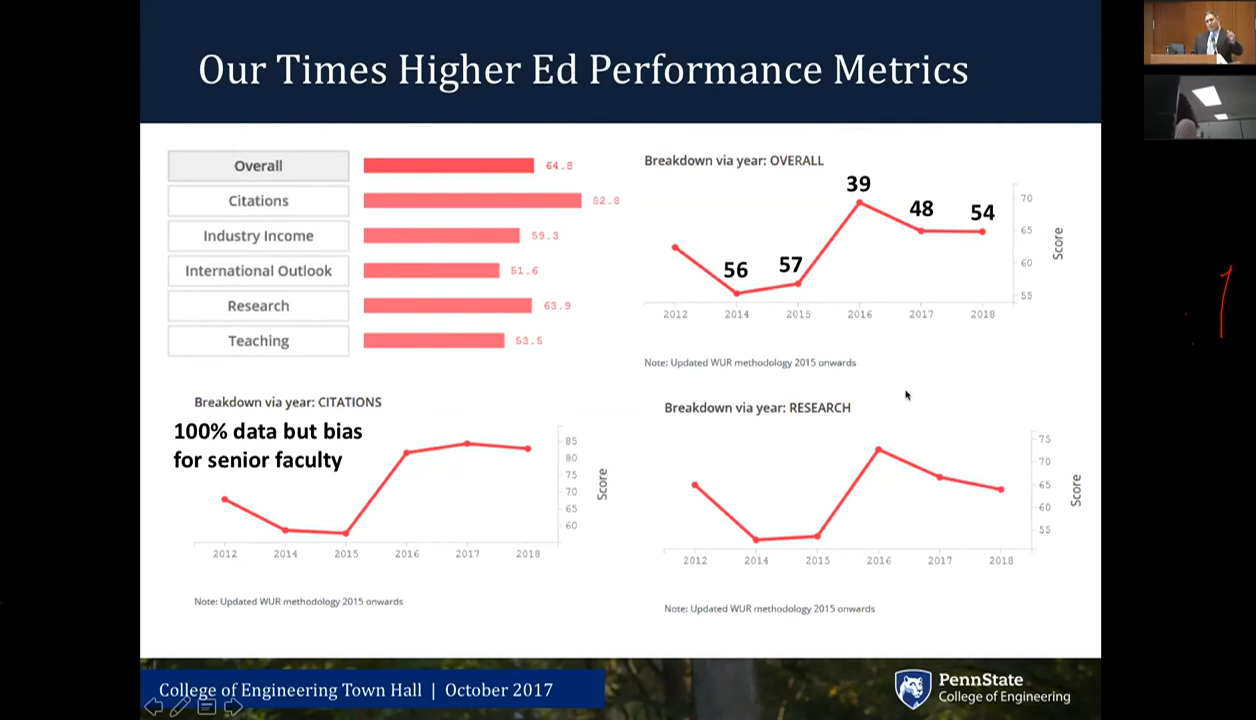 Our Times Higher Ed Performance Metrics
Overall 64.8
Citations 82.8
Industry Income 59.3
International Outlook 51.6
Research 63.9
Teaching 53.5
Breakdown via year: OVERALL
39
48
54
56
57
70
65
60
55
Score
2012 2014 2015 2016 2017 2018
Note: Updated WUR methodology 2015 onwards
Breakdown via year: CITATIONS
100% data but bias
for senior faculty
85
80
75
70
65
60
Score
2012 2014 2015 2016 2017 2018
Note: Updated WUR methodology 2015 onwards
Breakdown via year: RESEARCH
75
70
65
60
55
Score
2012 2014 2015 2016 2017 2018
Note: Updated WUR methodology 2015 onwards
College of Engineering Town Hall | October 2017
PennState
College of Engineering